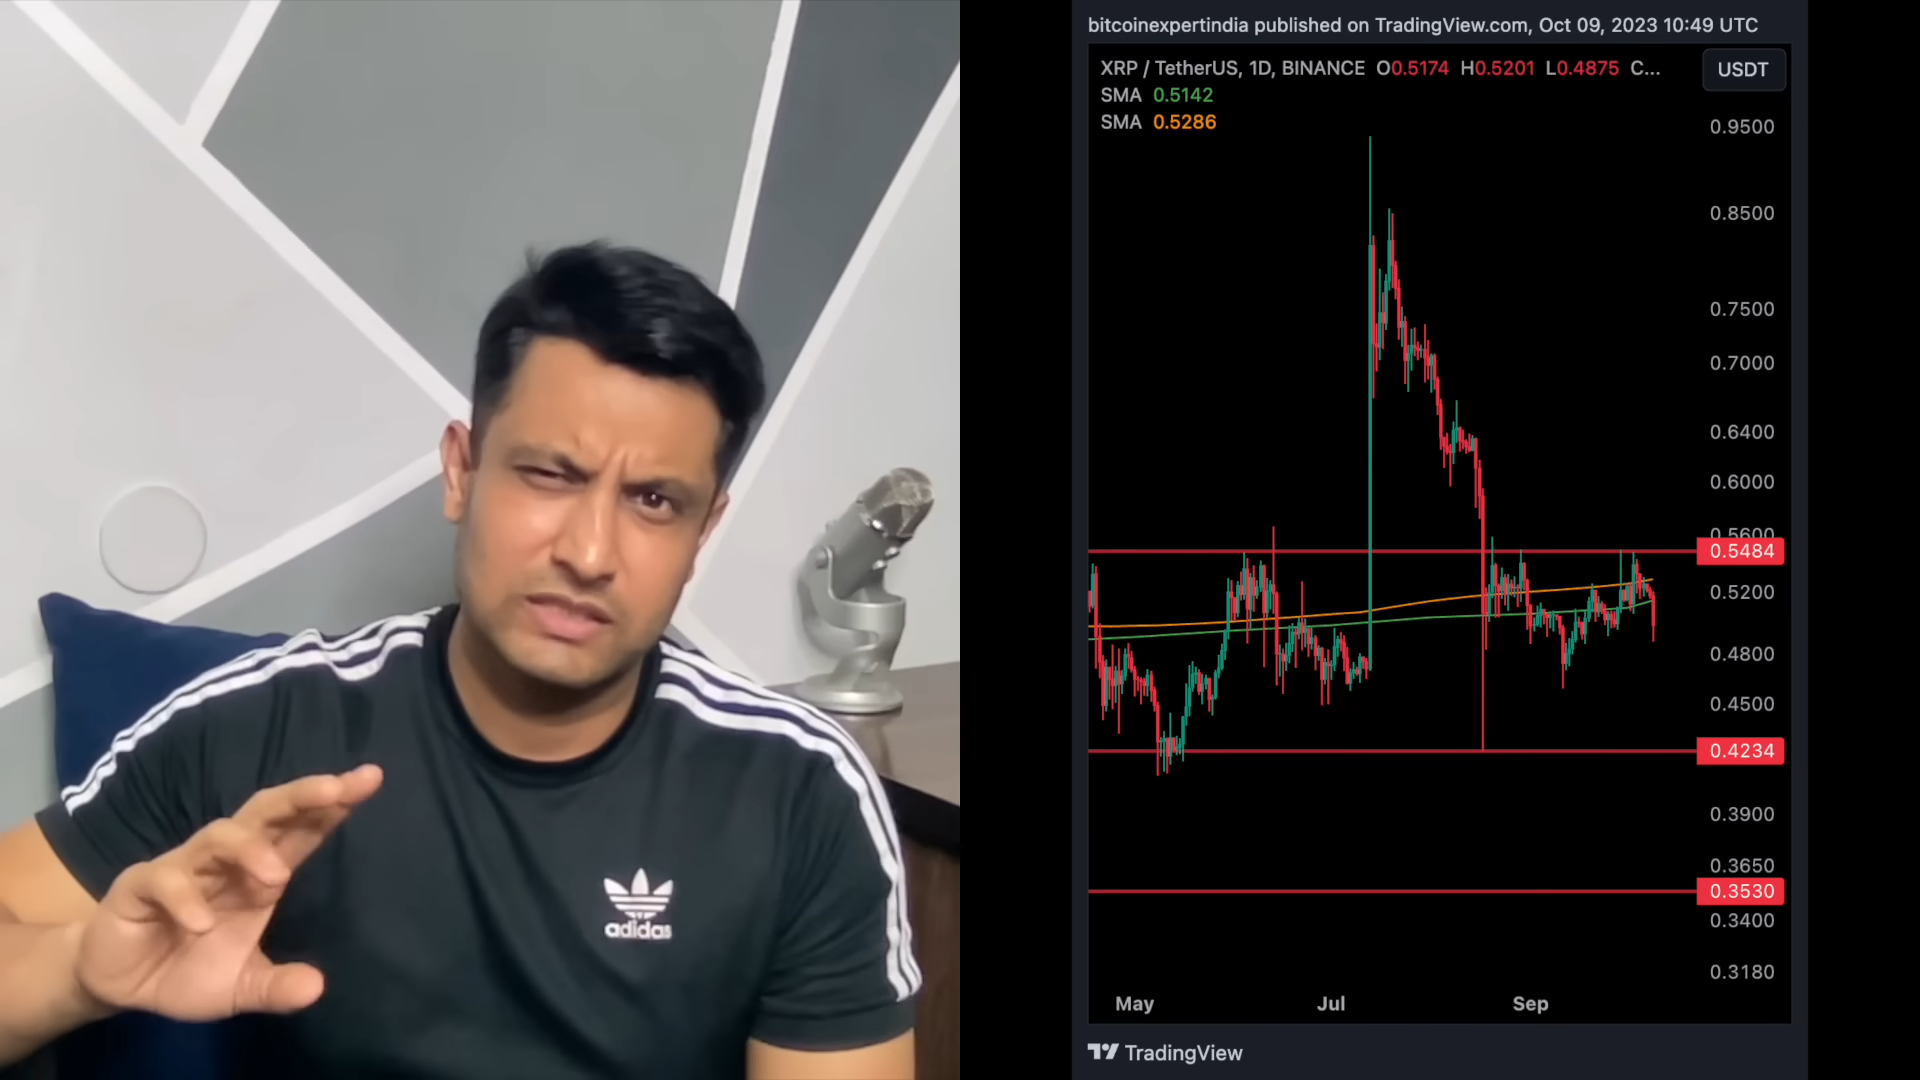 bitcoinexpertindia published on TradingView.com, Oct 09, 2023 10:49 UTC
XRP / TetherUS, 1D, BINANCE O0.5174 H0.5201 L0.4875 C...
USDT
SMA 0.5142
SMA 0.5286
0.9500
0.8500
0.7500
0.7000
0.6400
0.6000
0.5600
0.5484
0.5200
0.4800
0.4500
0.4234
0.3900
0.3650
0.3530
0.3400
0.3180
May Jul Sep
TradingView
adidas